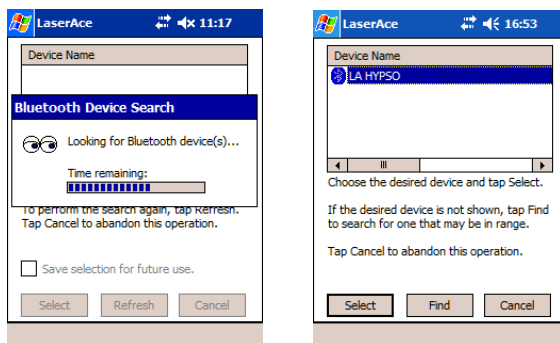 LaserAce 11:17
Device Name
Bluetooth Device Search
Looking for Bluetooth device(s)...
Time remaining:
To perform the search again, tap Refresh.
Tap Cancel to abandon this operation.
Save selection for future use.
Select Refresh Cancel
LaserAce 16:53
Device Name
LA HYPSO
Choose the desired device and tap Select.
If the desired device is not shown, tap Find
to search for one that may be in range.
Tap Cancel to abandon this operation.
Select Find Cancel